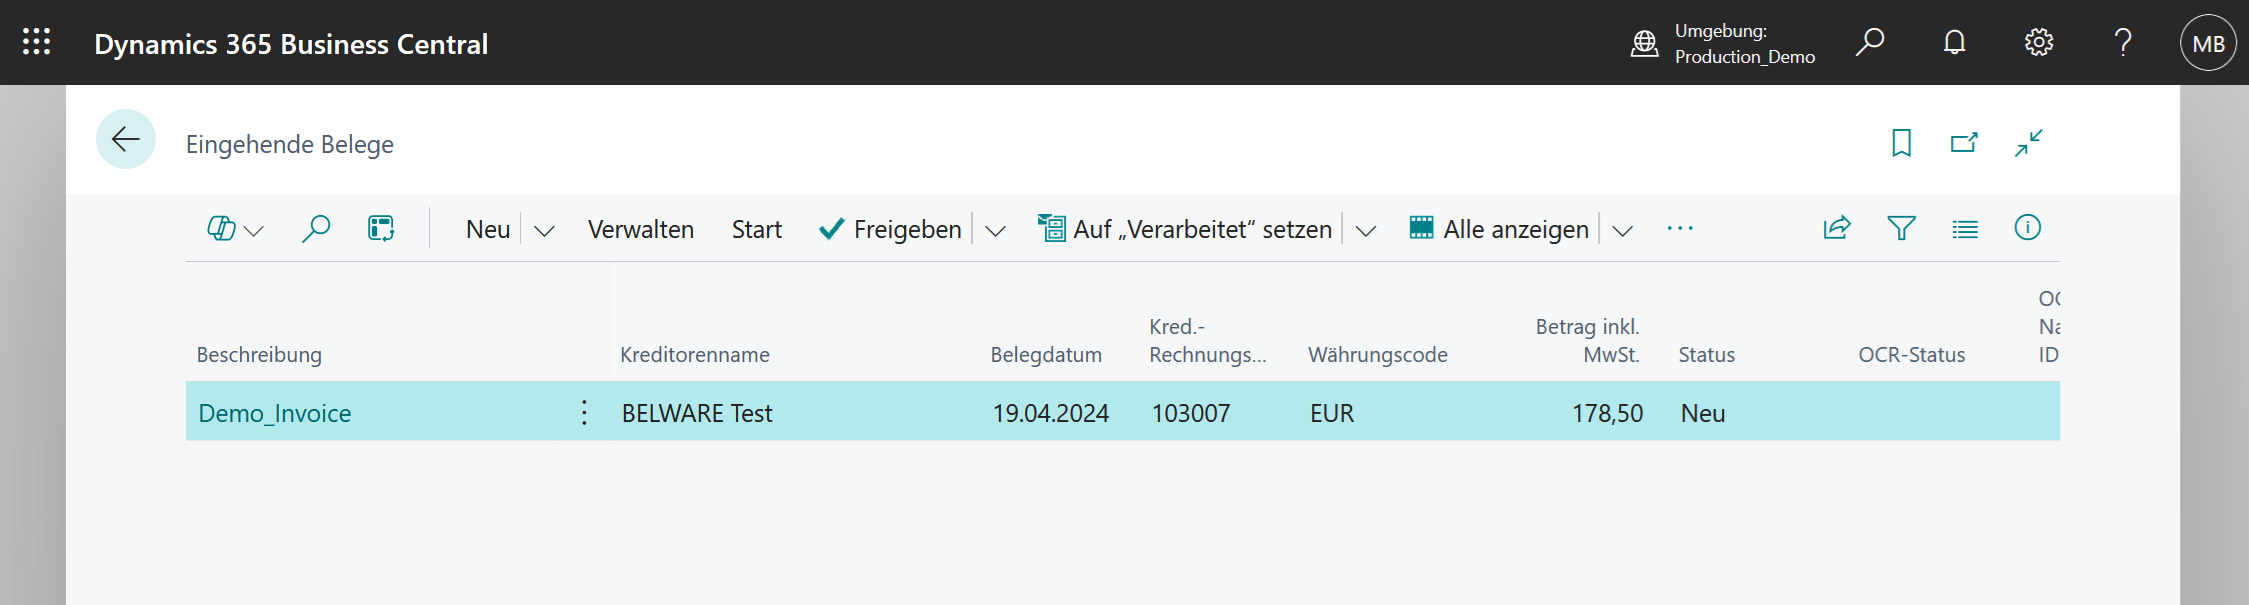 Dynamics 365 Business Central
Umgebung:
Production_Demo
MB
Eingehende Belege
Neu
Verwalten
Start
Freigeben
Auf „Verarbeitet“ setzen
Alle anzeigen
Beschreibung
Kreditorenname
Belegdatum
Kred.-
Rechnungs...
Währungscode
Betrag inkl.
MwSt.
Status
OCR-Status
ID
Demo_Invoice
BELWARE Test
19.04.2024
103007
EUR
178,50
Neu